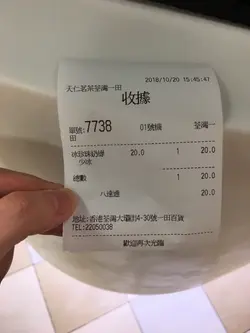 天仁茗茶荃灣一田
2018/10/20 15:45:47
收據
單號:7738 01號機 荃灣一
冰珍珠奶綠 20.0 1 20.0
少冰
總數 1 20.0
八達通 20.0
地址:香港荃灣大壩街4-30號一田百貨
TEL:22050038
歡迎再次光臨